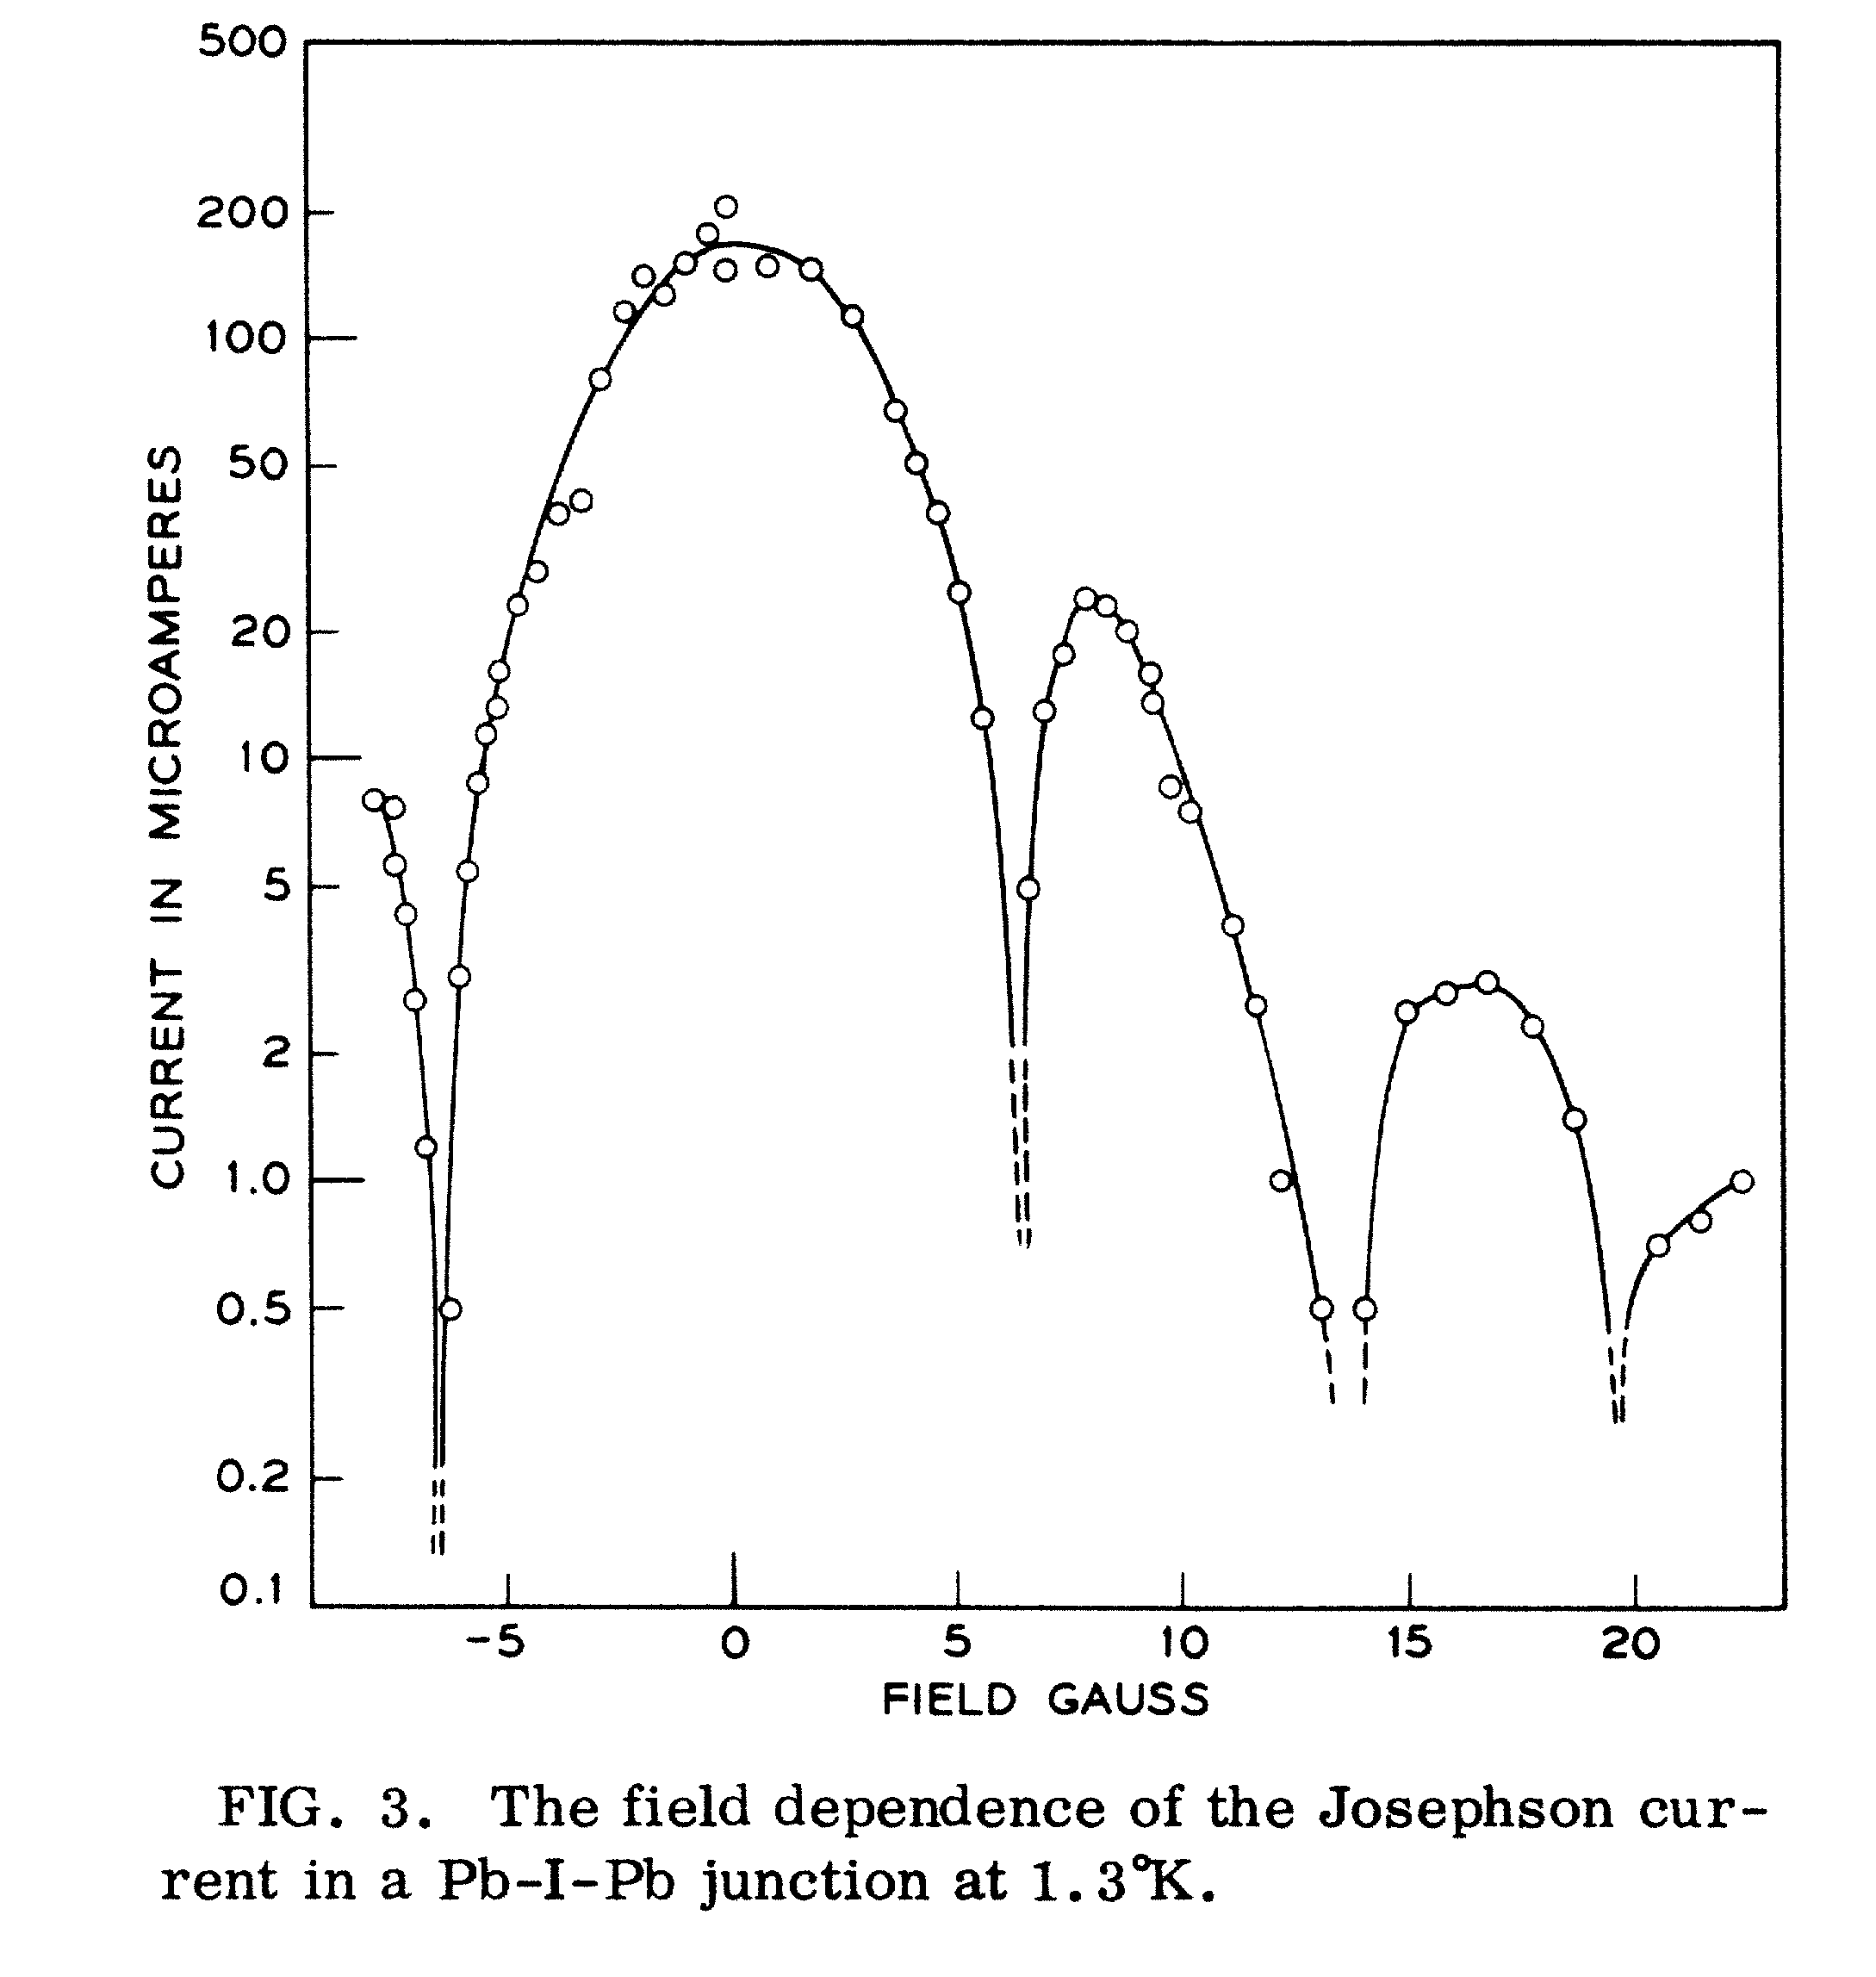 500
200
100
50
20
10
5
2
1.0
0.5
0.2
0.1
CURRENT IN MICROAMPERES
-5 0 5 10 15 20
FIELD GAUSS
FIG. 3. The field dependence of the Josephson cur-
rent in a Pb-I-Pb junction at 1.3°K.